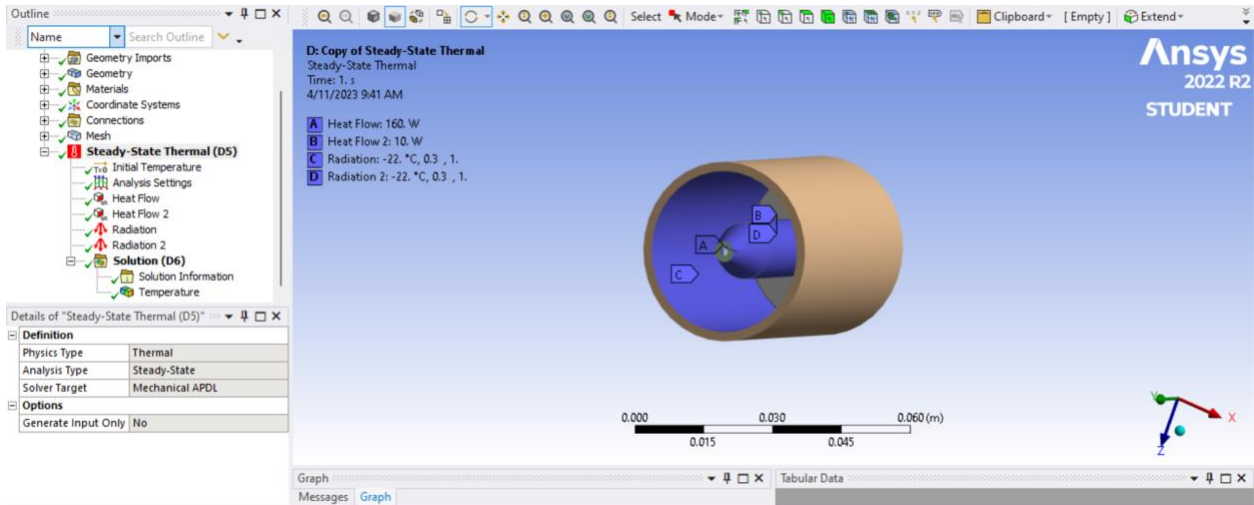 Outline
Select Mode Clipboard [ Empty ] Extend
Name Search Outline
Geometry Imports
Geometry
Materials
Coordinate Systems
Connections
Mesh
Steady-State Thermal (D5)
T=0 Initial Temperature
Analysis Settings
Heat Flow
Heat Flow 2
Radiation
Radiation 2
Solution (D6)
Solution Information
Temperature
Details of "Steady-State Thermal (D5)"
Definition
Physics Type Thermal
Analysis Type Steady-State
Solver Target Mechanical APDL
Options
Generate Input Only No
D: Copy of Steady-State Thermal
Steady-State Thermal
Time: 1. s
4/11/2023 9:41 AM
A Heat Flow: 160. W
B Heat Flow 2: 10. W
C Radiation: -22. °C, 0.3 , 1.
D Radiation 2: -22. °C, 0.3 , 1.
Ansys
2022 R2
STUDENT
B
D
A
C
0.000 0.030 0.060 (m)
0.015 0.045
Y X
Z
Graph
Messages Graph
Tabular Data